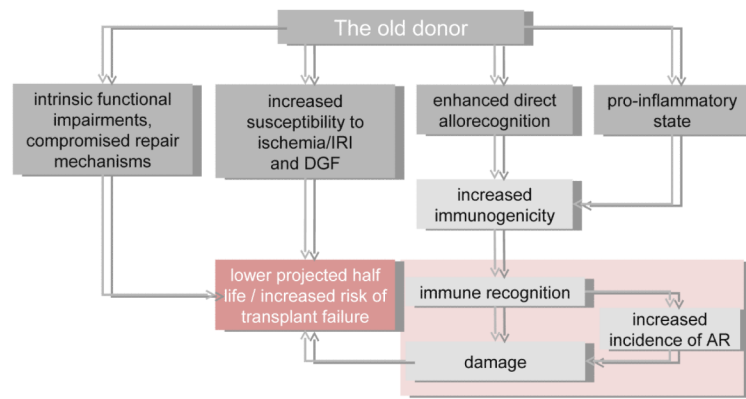 The old donor
intrinsic functional
impairments,
compromised repair
mechanisms
increased
susceptibility to
ischemia/IRI
and DGF
enhanced direct
allorecognition
pro-inflammatory
state
increased
immunogenicity
lower projected half
life / increased risk of
transplant failure
immune recognition
increased
incidence of AR
damage